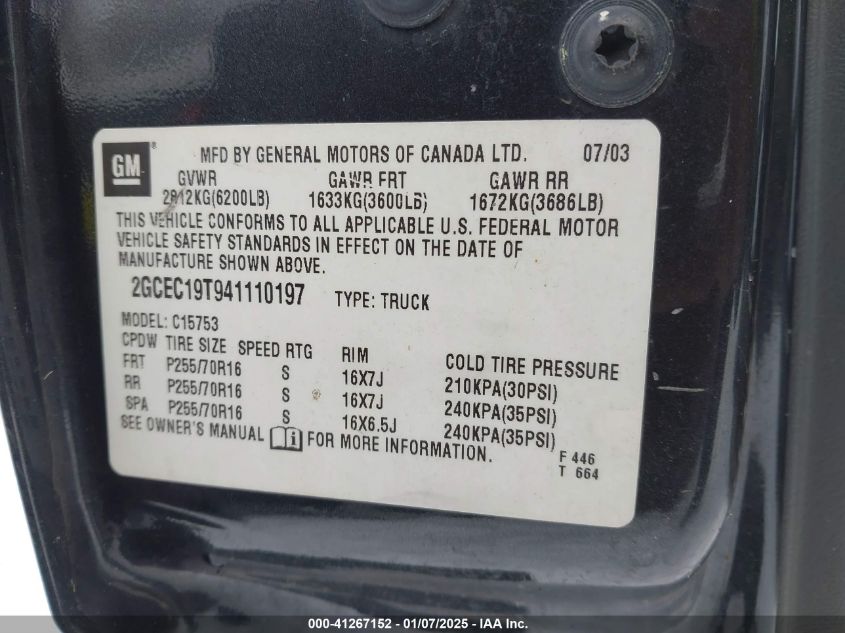 GM ® MFD BY GENERAL MOTORS OF CANADA LTD. 07/03
GVWR GAWR FRT GAWR RR
2812KG(6200LB) 1633KG(3600LB) 1672KG(3686LB)
THIS VEHICLE CONFORMS TO ALL APPLICABLE U.S. FEDERAL MOTOR
VEHICLE SAFETY STANDARDS IN EFFECT ON THE DATE OF
MANUFACTURE SHOWN ABOVE.
2GCEC19T941110197 TYPE: TRUCK
MODEL: C15753
CPDW TIRE SIZE SPEED RTG RIM COLD TIRE PRESSURE
FRT P255/70R16 S 16X7J 210KPA(30PSI)
RR P255/70R16 S 16X7J 240KPA(35PSI)
SPA P255/70R16 S 16X6.5J 240KPA(35PSI)
SEE OWNER'S MANUAL i FOR MORE INFORMATION.
F 446
T 664
000-41267152 - 01/07/2025 - Copyright © 2025 - IAA, Inc.